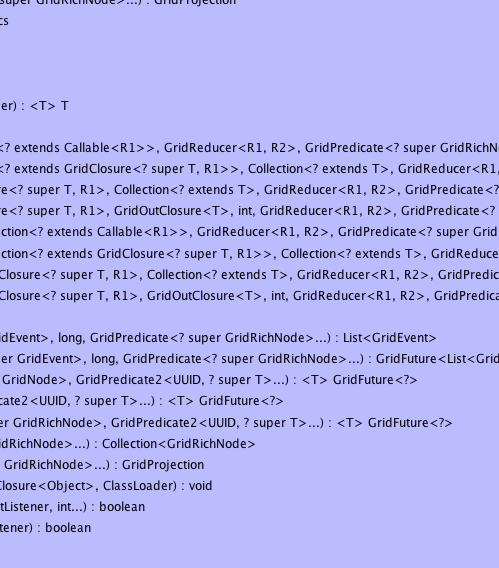 super GridRichNode>...) : GridProjection
cs
er) : <T> T
<? extends Callable<R1>>, GridReducer<R1, R2>, GridPredicate<? super GridRichN
<? extends GridClosure<? super T, R1>>, Collection<? extends T>, GridReducer<R1,
e<? super T, R1>, Collection<? extends T>, GridReducer<R1, R2>, GridPredicate<?
e<? super T, R1>, GridOutClosure<T>, int, GridReducer<R1, R2>, GridPredicate<?
ction<? extends Callable<R1>>, GridReducer<R1, R2>, GridPredicate<? super Grid
ction<? extends GridClosure<? super T, R1>>, Collection<? extends T>, GridReduce
Closure<? super T, R1>, Collection<? extends T>, GridReducer<R1, R2>, GridPredic
Closure<? super T, R1>, GridOutClosure<T>, int, GridReducer<R1, R2>, GridPredica
idEvent>, long, GridPredicate<? super GridRichNode>...) : List<GridEvent>
er GridEvent>, long, GridPredicate<? super GridRichNode>...) : GridFuture<List<Grid
GridNode>, GridPredicate2<UUID, ? super T>...) : <T> GridFuture<?>
cate2<UUID, ? super T>...) : <T> GridFuture<?>
er GridRichNode>, GridPredicate2<UUID, ? super T>...) : <T> GridFuture<?>
idRichNode>...) : Collection<GridRichNode>
GridRichNode>...) : GridProjection
Closure<Object>, ClassLoader) : void
tListener, int...) : boolean
tener) : boolean